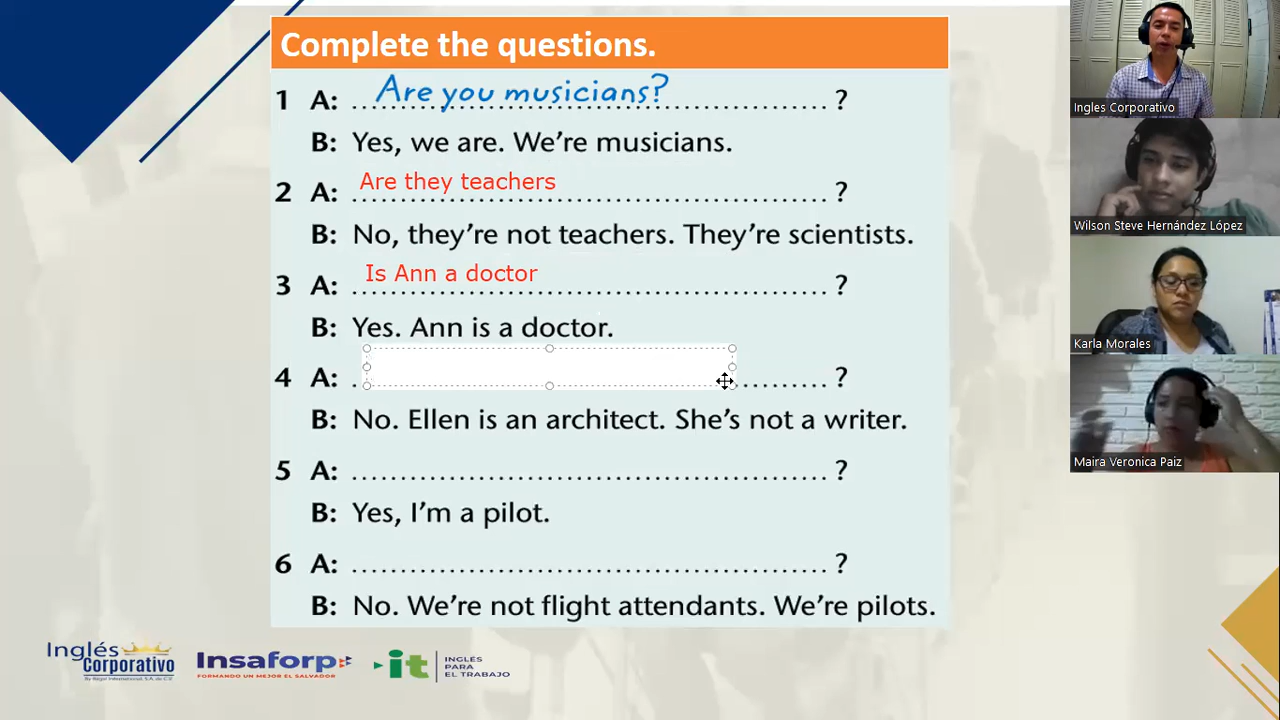 Complete the questions.
1 A: Are you musicians? ?
B: Yes, we are. We're musicians.
2 A: Are they teachers ?
B: No, they're not teachers. They're scientists.
3 A: Is Ann a doctor ?
B: Yes. Ann is a doctor.
4 A: ?
B: No. Ellen is an architect. She's not a writer.
5 A: ?
B: Yes, I'm a pilot.
6 A: ?
B: No. We're not flight attendants. We're pilots.
Inglés
Corporativo
Insaforp
FORMANDO UN MEJOR EL SALVADOR
it
INGLÉS
PARA
EL TRABAJO
Ingles Corporativo
Wilson Steve Hernández López
Karla Morales
Maira Veronica Paiz